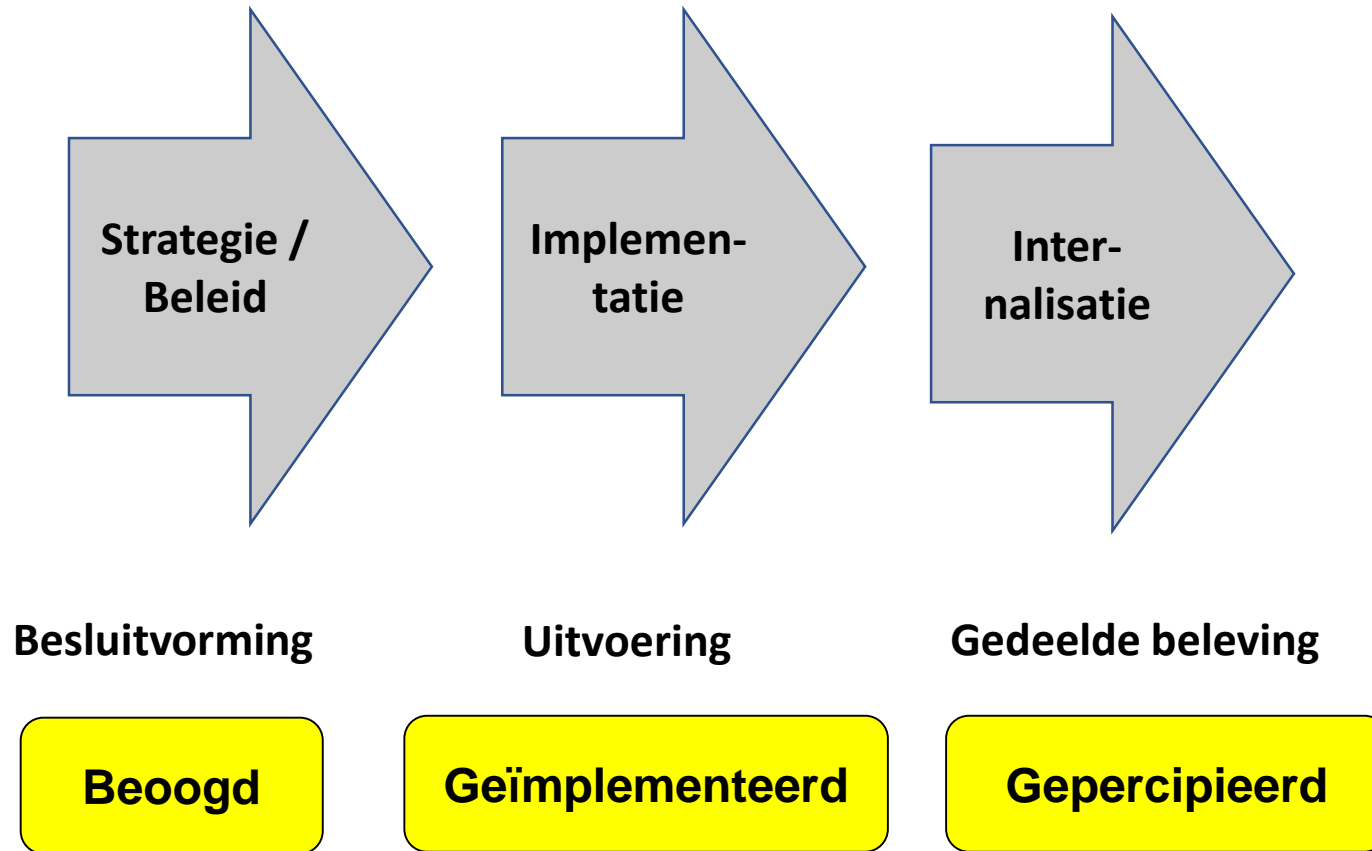 Strategie /
Beleid
Implemen-
tatie
Inter-
nalisatie
Besluitvorming
Uitvoering
Gedeelde beleving
Beoogd
Geïmplementeerd
Gepercipieerd